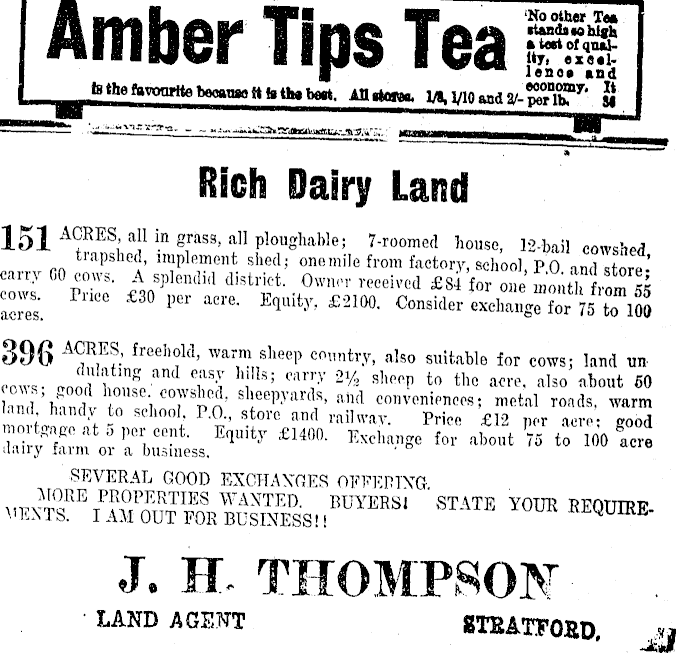 Amber Tips Tea
'No other Tea
stands so high
a test of qual-
ity, excel-
lence and
economy. It
is the favourite because it is the best. All stores. 1/8, 1/10 and 2/- per lb. 34
Rich Dairy Land
151 ACRES, all in grass, all ploughable; 7-roomed house, 12-bail cowshed,
trapshed, implement shed; one mile from factory, school, P.O. and store;
carry 60 cows. A splendid district. Owner received £84 for one month from 55
cows. Price £30 per acre. Equity, £2100. Consider exchange for 75 to 100
acres.
396 ACRES, freehold, warm sheep country, also suitable for cows; land un
dulating and easy hills; carry 2½ sheep to the acre, also about 50
cows; good house, cowshed, sheepyards, and conveniences; metal roads, warm
land, handy to school, P.O., store and railway. Price £12 per acre; good
mortgage at 5 per cent. Equity £1400. Exchange for about 75 to 100 acre
dairy farm or a business.
SEVERAL GOOD EXCHANGES OFFERING.
MORE PROPERTIES WANTED. BUYERS! STATE YOUR REQUIRE-
MENTS. I AM OUT FOR BUSINESS!!
J. H. THOMPSON
LAND AGENT STRATFORD.